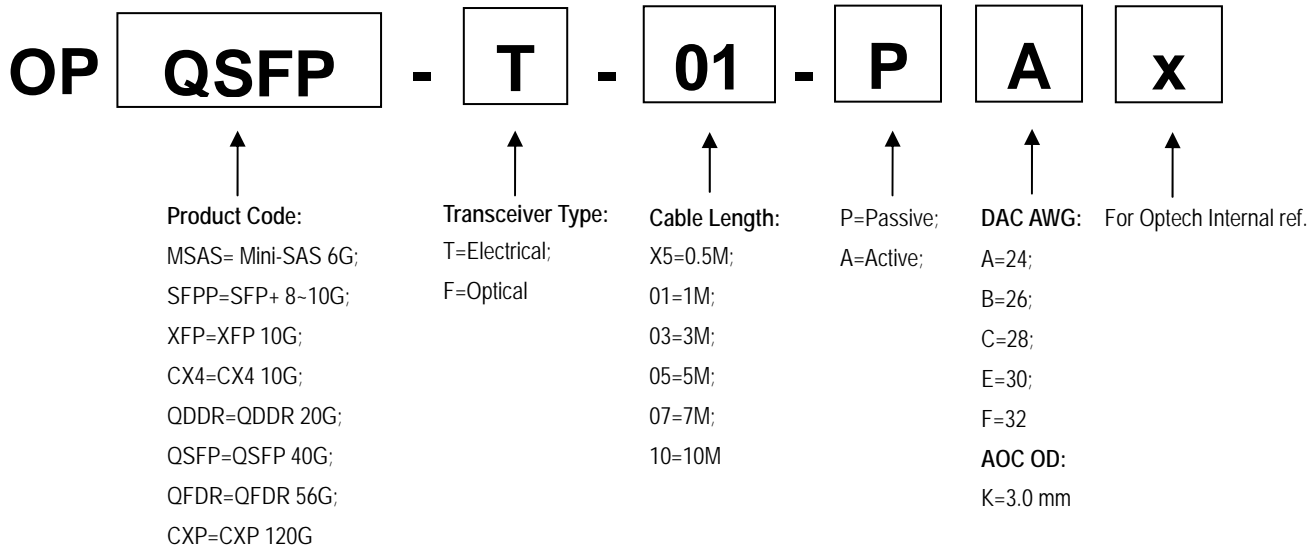 OP QSFP - T - 01 - P A x
Product Code:
MSAS= Mini-SAS 6G;
SFPP=SFP+ 8~10G;
XFP=XFP 10G;
CX4=CX4 10G;
QDDR=QDDR 20G;
QSFP=QSFP 40G;
QFDR=QFDR 56G;
CXP=CXP 120G
Transceiver Type:
T=Electrical;
F=Optical
Cable Length:
X5=0.5M;
01=1M;
03=3M;
05=5M;
07=7M;
10=10M
P=Passive;
A=Active;
DAC AWG:
A=24;
B=26;
C=28;
E=30;
F=32
AOC OD:
K=3.0 mm
For Optech Internal ref.